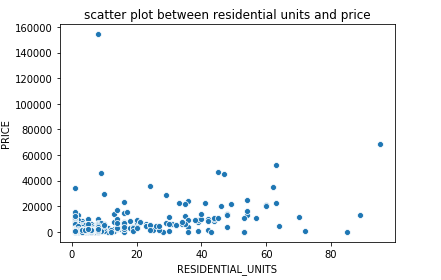 scatter plot between residential units and price
160000
140000
120000
100000
80000
60000
40000
20000
0
PRICE
0 20 40 60 80
RESIDENTIAL_UNITS